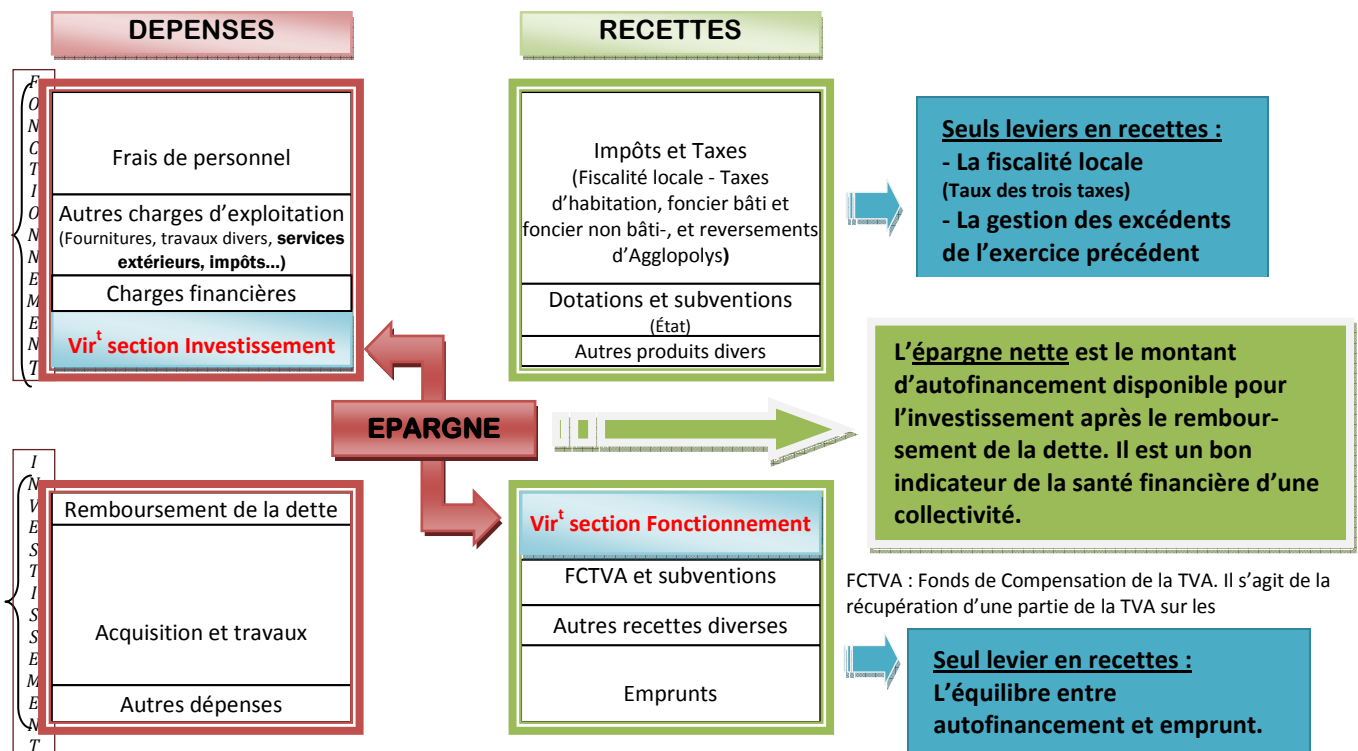 DEPENSES
RECETTES
FONCTIONNEMENT
Frais de personnel
Autres charges d'exploitation
(Fournitures, travaux divers, services
extérieurs, impôts...)
Charges financières
Virt section Investissement
Impôts et Taxes
(Fiscalité locale - Taxes
d'habitation, foncier bâti et
foncier non bâti-, et reversements
d'Agglopolys)
Dotations et subventions
(État)
Autres produits divers
Seuls leviers en recettes :
- La fiscalité locale
(Taux des trois taxes)
- La gestion des excédents
de l'exercice précédent
EPARGNE
L'épargne nette est le montant
d'autofinancement disponible pour
l'investissement après le rembour-
sement de la dette. Il est un bon
indicateur de la santé financière d'une
collectivité.
INVESTISSEMENT
Remboursement de la dette
Acquisition et travaux
Autres dépenses
Virt section Fonctionnement
FCTVA et subventions
Autres recettes diverses
Emprunts
FCTVA : Fonds de Compensation de la TVA. Il s'agit de la
récupération d'une partie de la TVA sur les
Seul levier en recettes :
L'équilibre entre
autofinancement et emprunt.